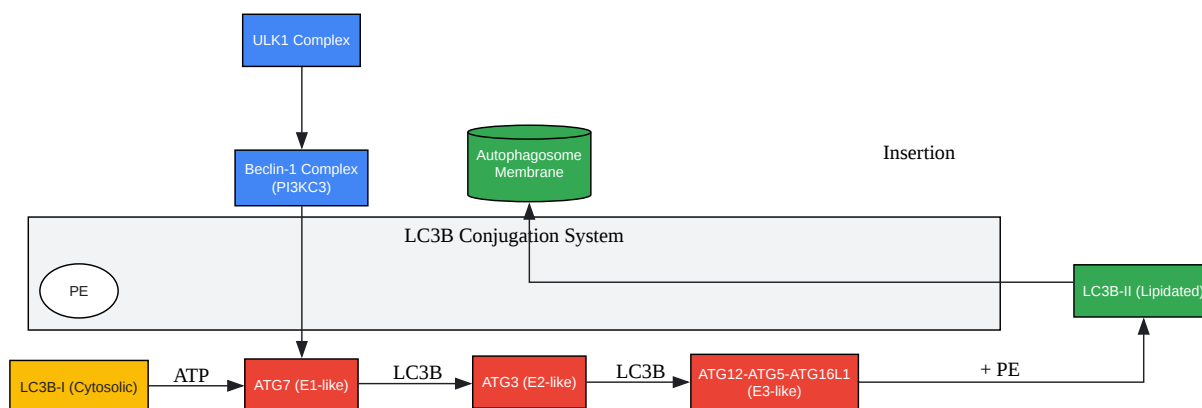 ULK1 Complex
Beclin-1 Complex
(PI3KC3)
Autophagosome
Membrane
Insertion
LC3B Conjugation System
PE
LC3B-II (Lipidated)
LC3B-I (Cytosolic)
ATP
ATG7 (E1-like)
LC3B
ATG3 (E2-like)
LC3B
ATG12-ATG5-ATG16L1
(E3-like)
+ PE